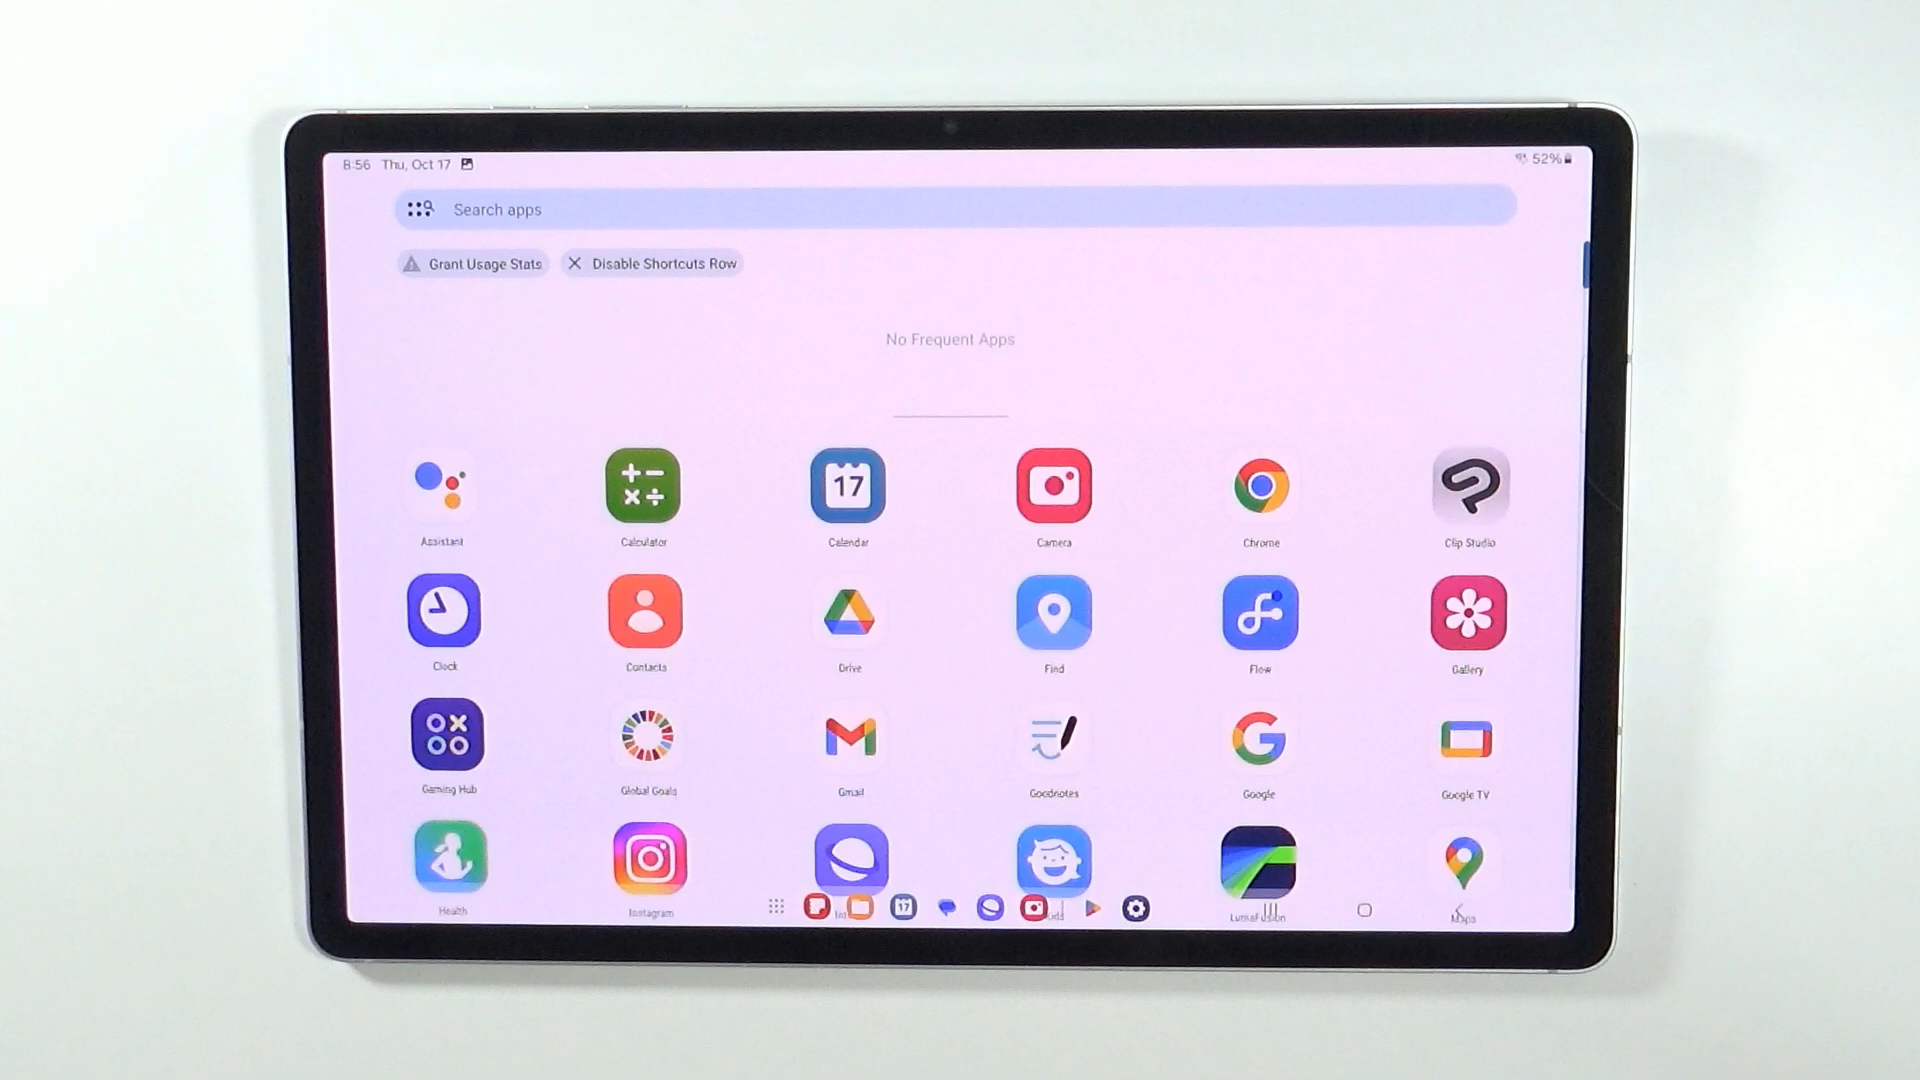 8:56 Thu, Oct 17
52%
Search apps
Grant Usage Stats
Disable Shortcuts Row
No Frequent Apps
17
Assistant Calculator Calendar Camera Chrome Clip Studio
Clock Contacts Drive Find Flow Gallery
Gaming Hub Global Goals Gmail Goodnotes Google Google TV
Health Instagram LumaFusion Maps
17